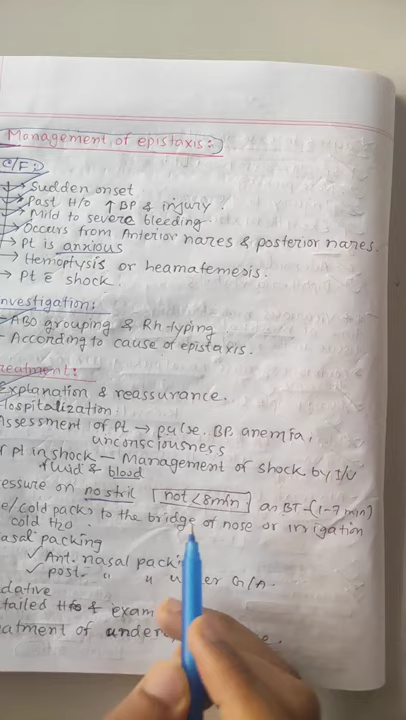 Management of epistaxis:
C/F:
→ Sudden onset
→ Past H/o ↑ BP & injury.
→ Mild to severe bleeding
→ Occurs from Anterior nares & posterior nares.
→ Pt is anxious
→ Hemoptysis or heamatemesis.
→ Pt c̄ shock.
nvestigation:
- ABO grouping & Rh typing.
- According to cause of epistaxis.
reatment:
Explanation & reassurance.
Hospitalization
Assessment of Pt → pulse. BP, anemia,
unconsciousness
pt in shock - Management of shock by I/V
fluid & blood
essure on nostril [not <8min] as BT-(1-7 min)
e/cold packs to the bridge of nose or irrigation
cold H2O.
asal packing
✓ Ant. nasal pack
✓ post. " " under G/A.
dative
tailed H/o & exam
atment of under